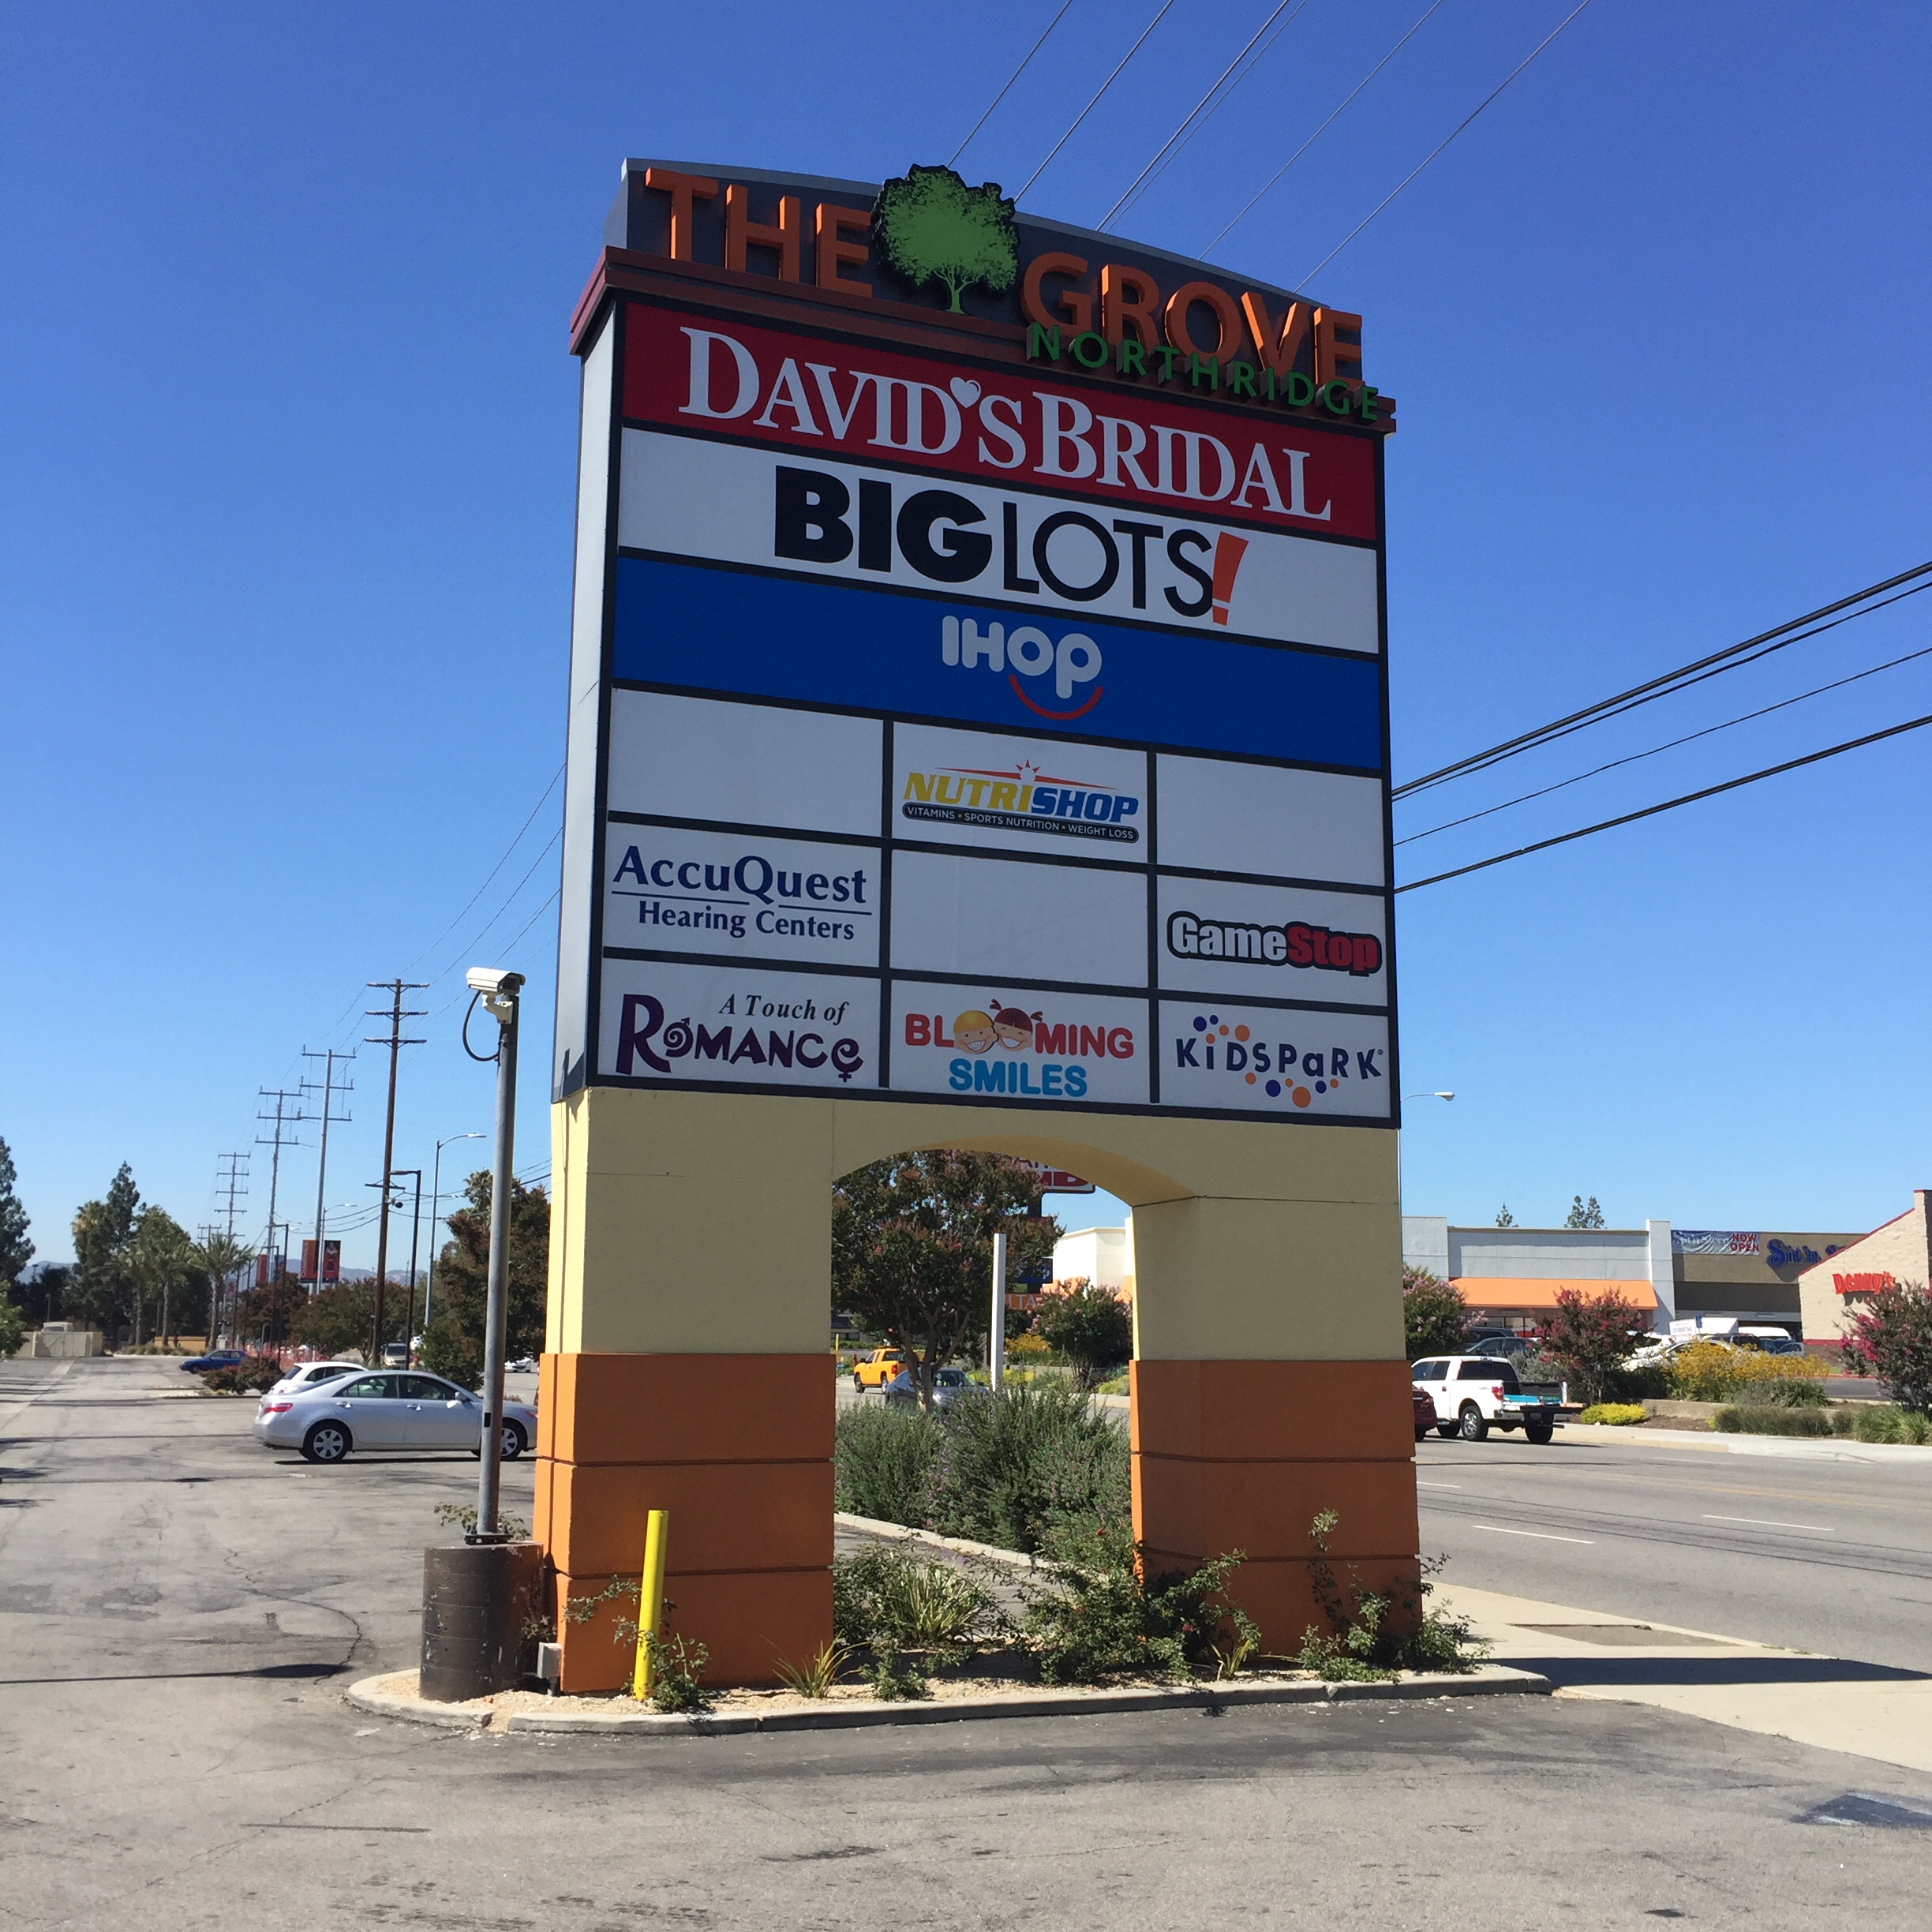 THE GROVE
NORTHRIDGE
DAVID'S BRIDAL
BIG LOTS!
IHOP
NUTRISHOP
VITAMINS • SPORTS NUTRITION • WEIGHT LOSS
AccuQuest
Hearing Centers
GameStop
A Touch of
ROMANCE
BLOOMING
SMILES
KiDSPaRK
NOW
OPEN
Denny's